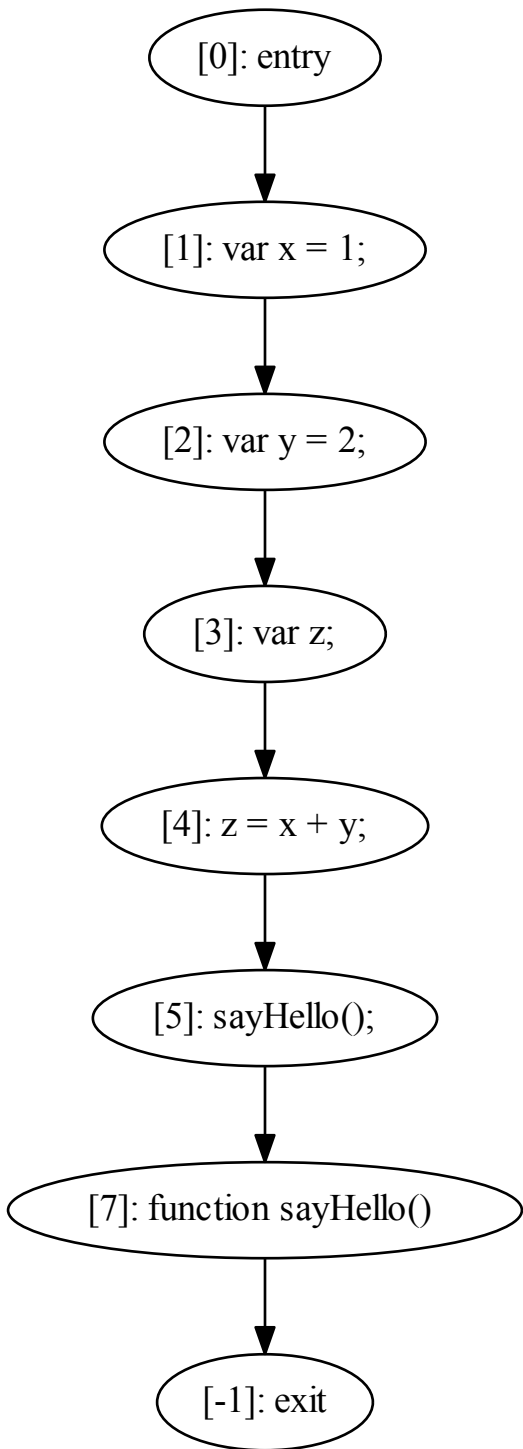 [0]: entry
[1]: var x = 1;
[2]: var y = 2;
[3]: var z;
[4]: z = x + y;
[5]: sayHello();
[7]: function sayHello()
[-1]: exit